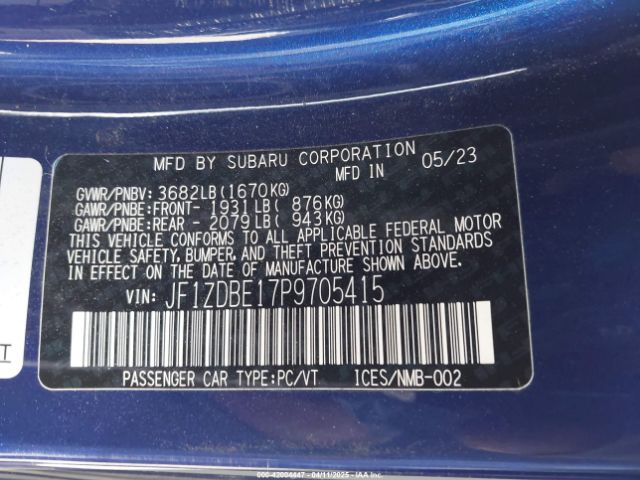 MFD BY SUBARU CORPORATION
MFD IN 05/23
GVWR/PNBV: 3682LB(1670KG)
GAWR/PNBE:FRONT- 1931LB( 876KG)
GAWR/PNBE:REAR - 2079LB( 943KG)
THIS VEHICLE CONFORMS TO ALL APPLICABLE FEDERAL MOTOR
VEHICLE SAFETY, BUMPER, AND THEFT PREVENTION STANDARDS
IN EFFECT ON THE DATE OF MANUFACTURE SHOWN ABOVE.
VIN: JF1ZDBE17P9705415
PASSENGER CAR TYPE:PC/VT ICES/NMB-002
T
000-42004447 - 04/11/2025 - IAAI